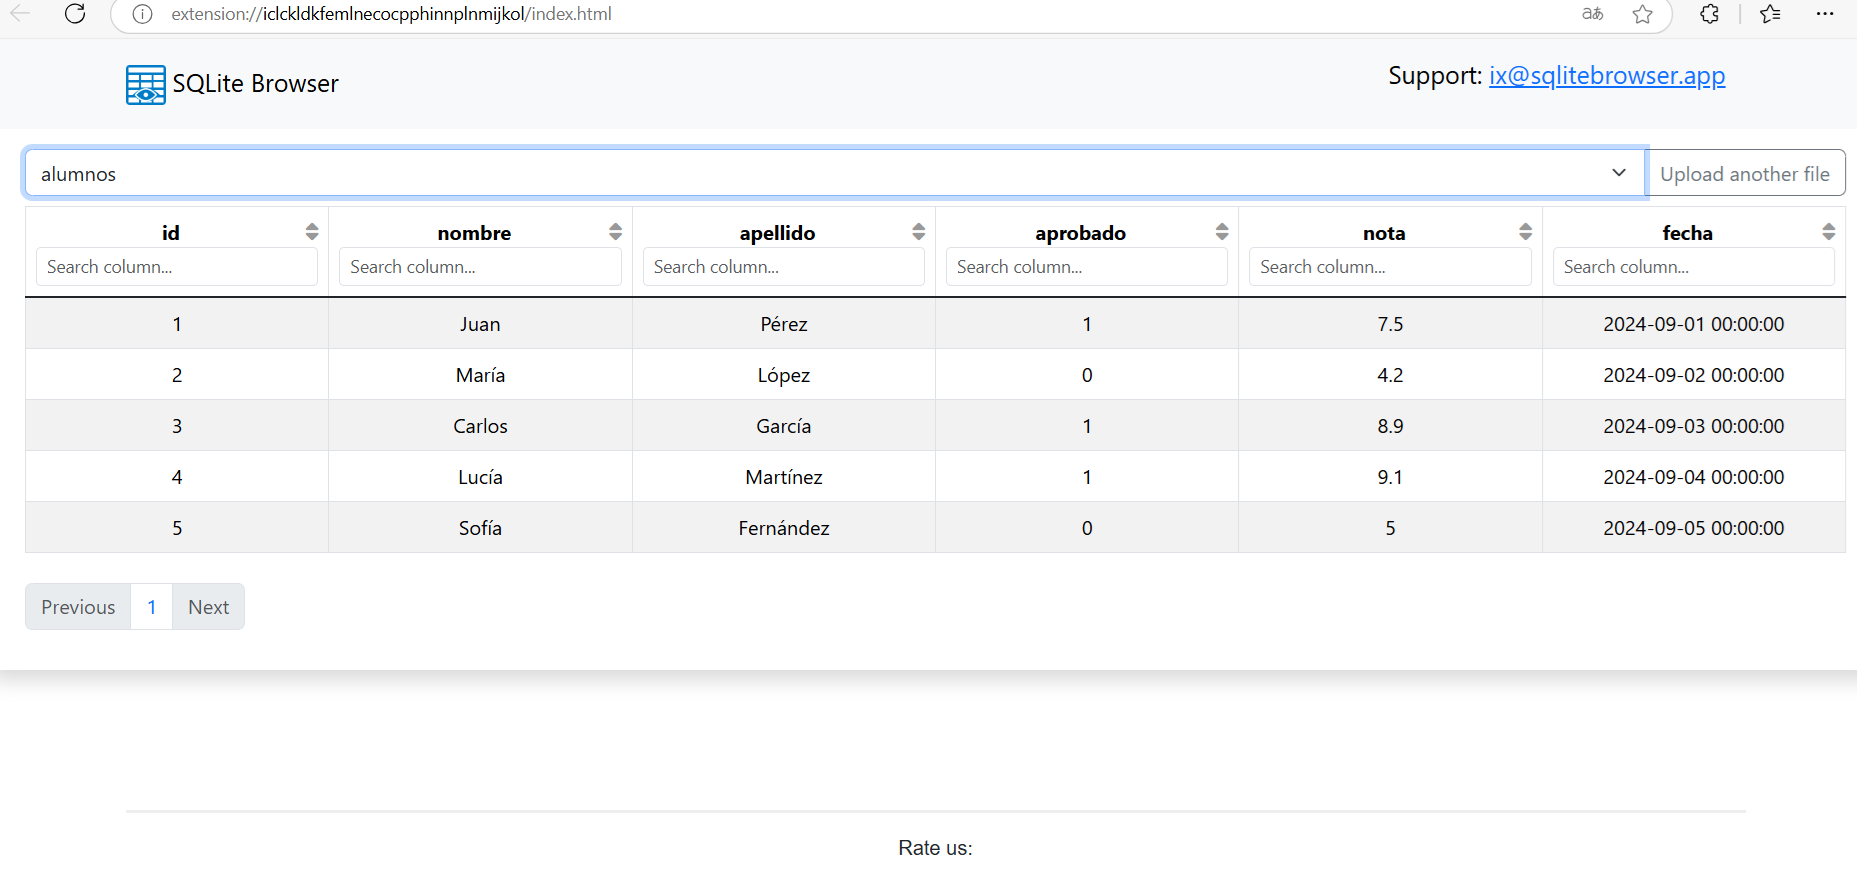 extension://iclckldkfemlnecocpphinnplnmijkol/index.html aあ
SQLite Browser Support: ix@sqlitebrowser.app
alumnos Upload another file
id nombre apellido aprobado nota fecha
Search column... Search column... Search column... Search column... Search column... Search column...
1 Juan Pérez 1 7.5 2024-09-01 00:00:00
2 María López 0 4.2 2024-09-02 00:00:00
3 Carlos García 1 8.9 2024-09-03 00:00:00
4 Lucía Martínez 1 9.1 2024-09-04 00:00:00
5 Sofía Fernández 0 5 2024-09-05 00:00:00
Previous 1 Next
Rate us: